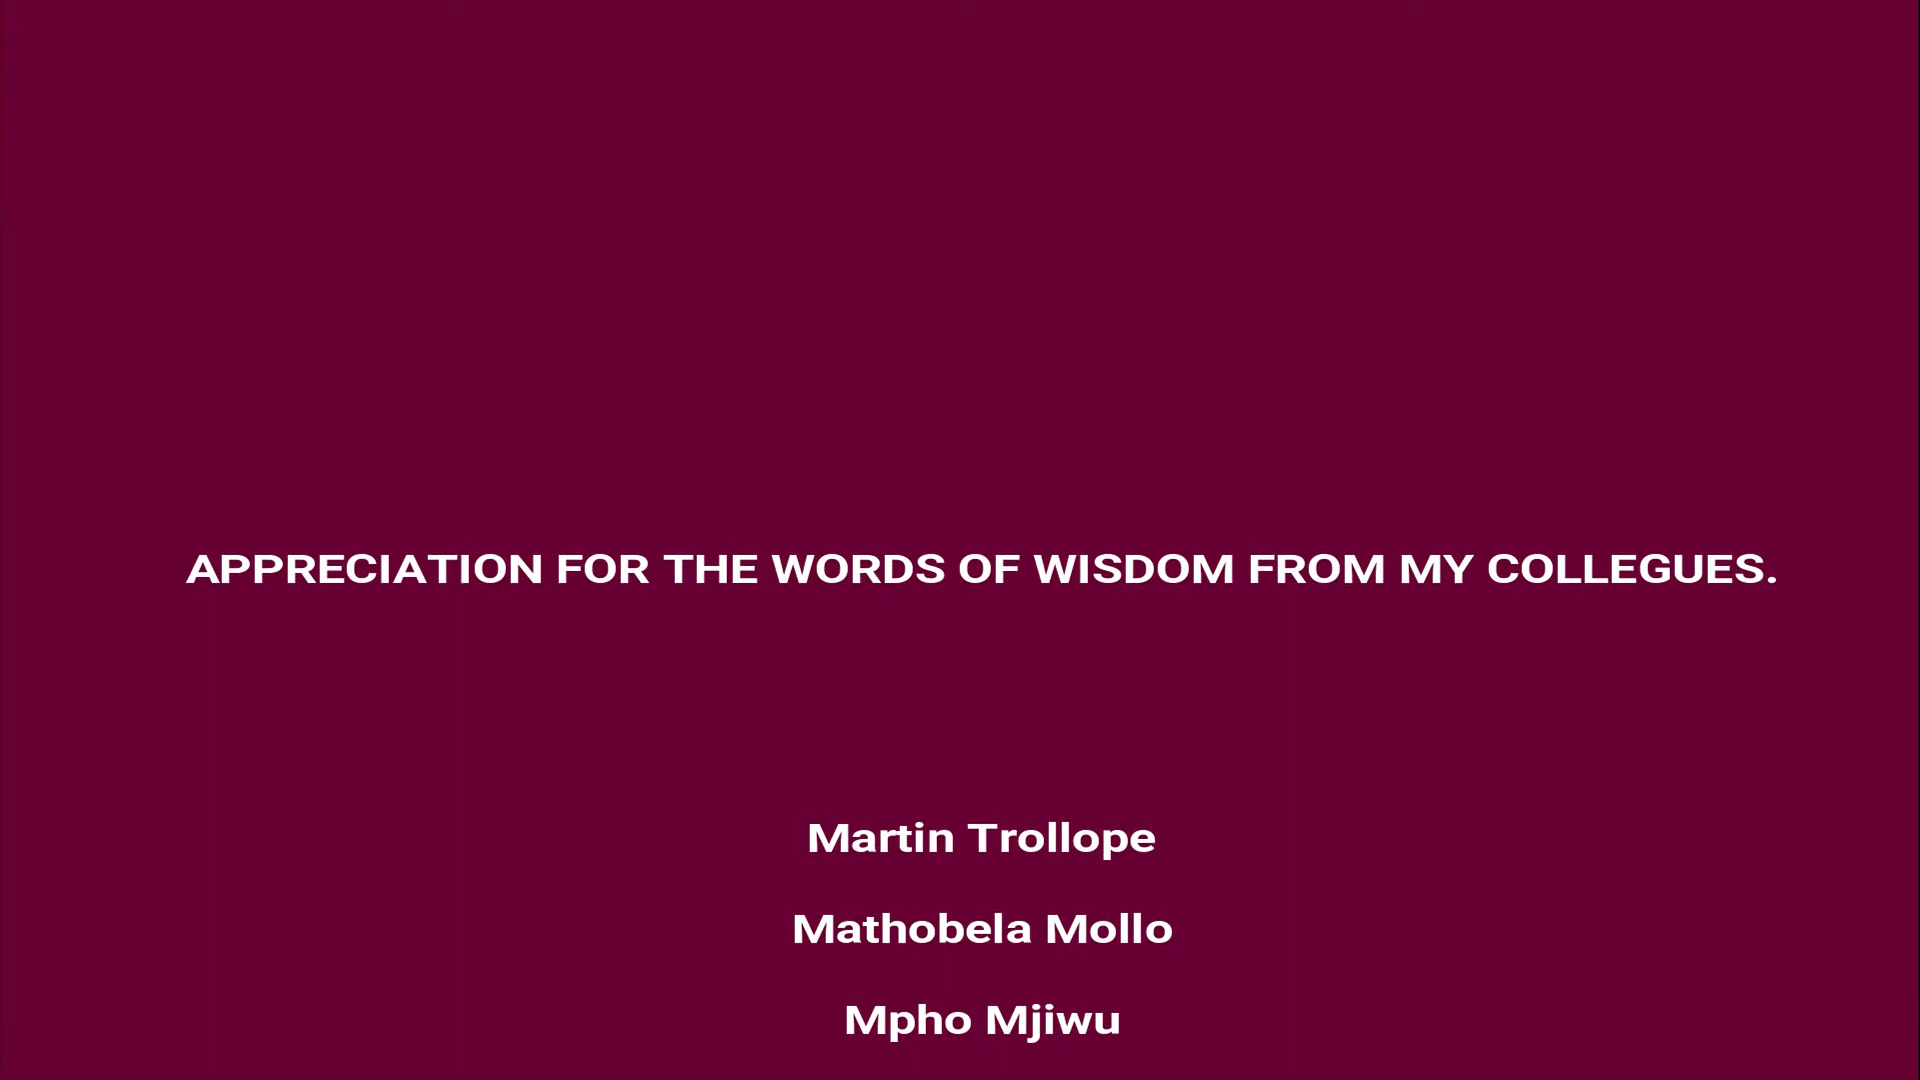 APPRECIATION FOR THE WORDS OF WISDOM FROM MY COLLEGUES.
Martin Trollope
Mathobela Mollo
Mpho Mjiwu